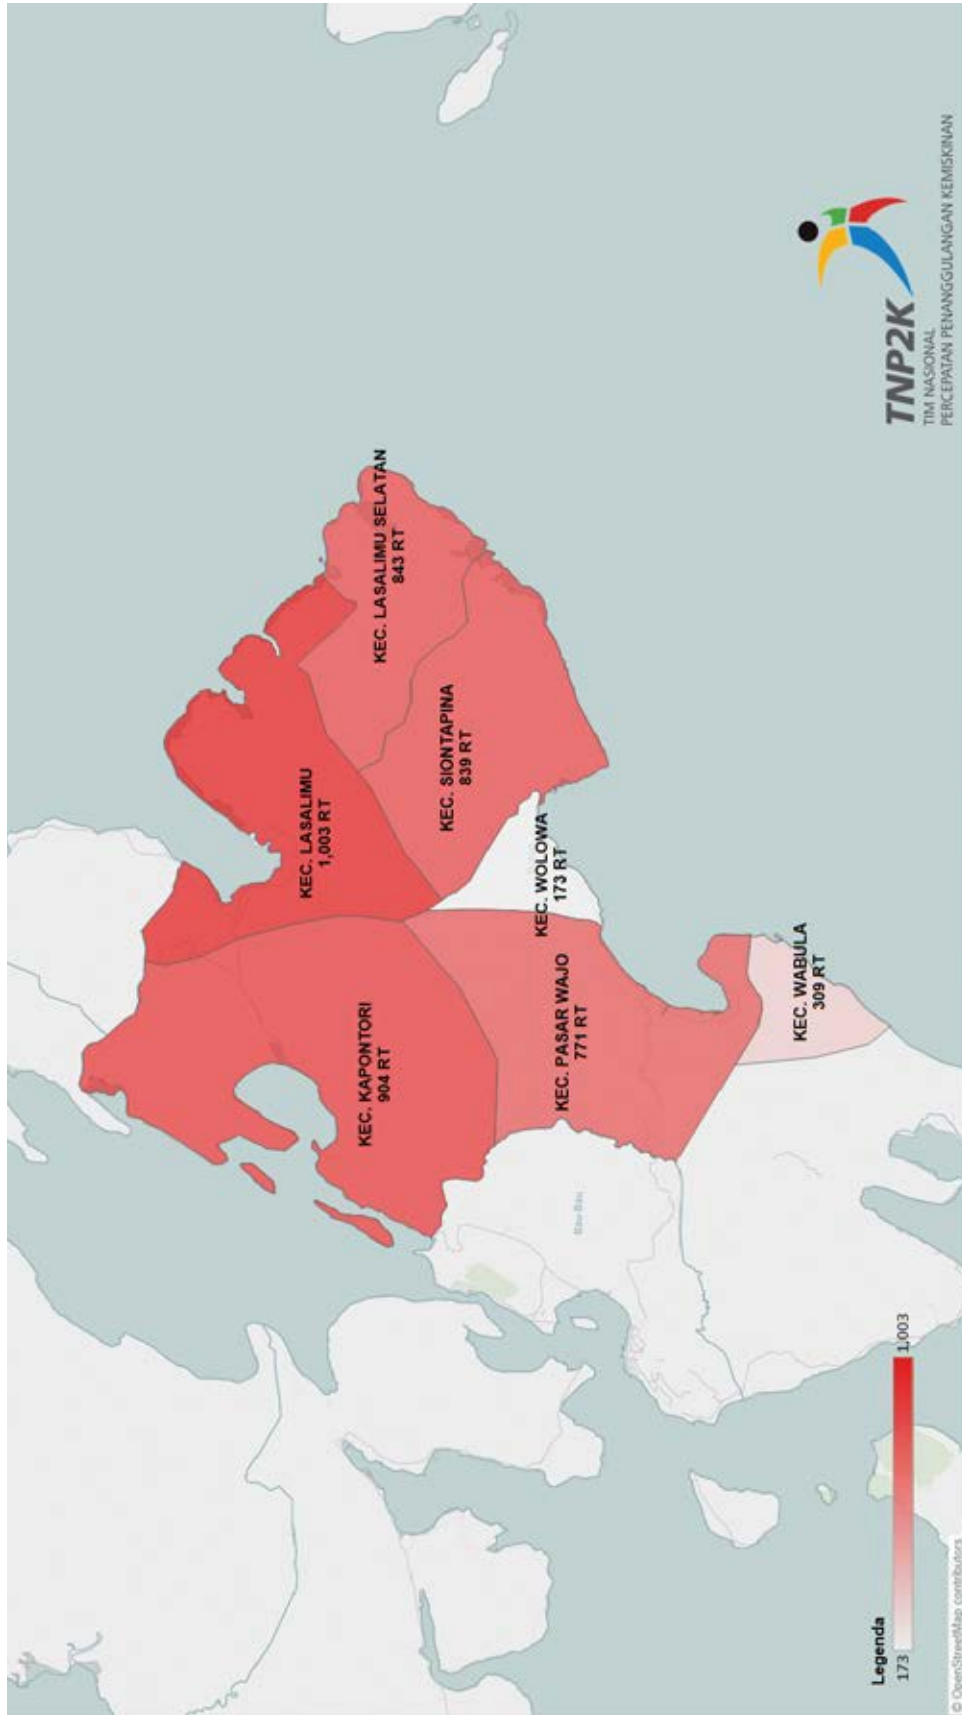 KEC. LASALIMU
1,003 RT
KEC. LASALIMU SELATAN
843 RT
KEC. KAPONTORI
904 RT
KEC. SIONTAPINA
839 RT
KEC. WOLOWA
173 RT
KEC. PASAR WAJO
771 RT
Bau-Bau
KEC. WABULA
309 RT
Legenda
173
1,003
© OpenStreetMap contributors
TNP2K
TIM NASIONAL
PERCEPATAN PENANGGULANGAN KEMISKINAN